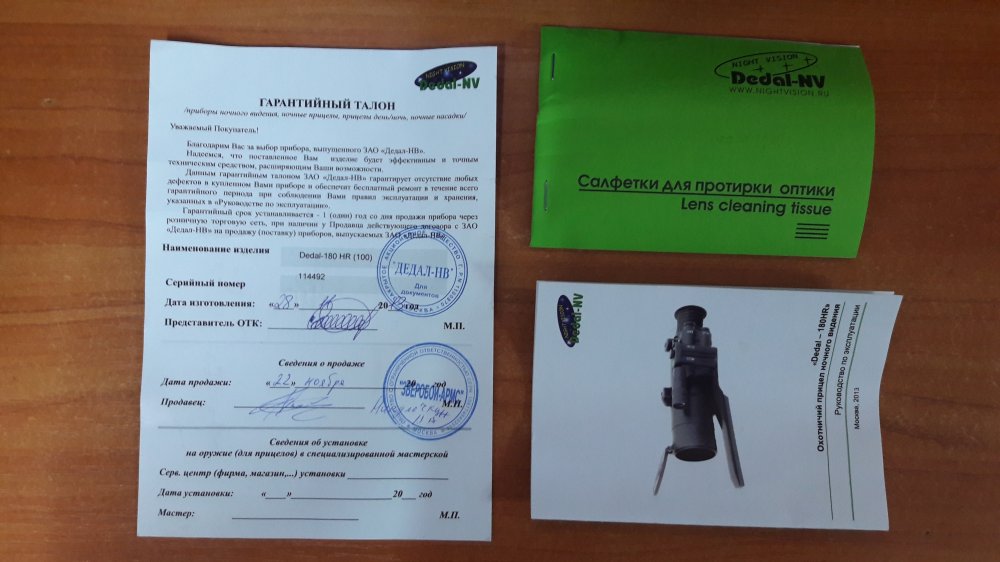 NIGHT VISION
Dedal-NV
ГАРАНТИЙНЫЙ ТАЛОН
/приборы ночного видения, ночные прицелы, прицелы день/ночь, ночные насадки/
Уважаемый Покупатель!
Благодарим Вас за выбор прибора, выпущенного ЗАО «Дедал-НВ».
Надеемся, что поставленное Вам изделие будет эффективным и точным
техническим средством, расширяющим Ваши возможности.
Данным гарантийным талоном ЗАО «Дедал-НВ» гарантирует отсутствие любых
дефектов в купленном Вами приборе и обеспечит бесплатный ремонт в течение всего
гарантийного периода при соблюдении Вами правил эксплуатации и хранения,
указанных в «Руководстве по эксплуатации».
Гарантийный срок устанавливается - 1 (один) год со дня продажи прибора через
розничную торговую сеть, при наличии у Продавца действующего договора с ЗАО
«Дедал-НВ» на продажу (поставку) приборов, выпускаемых ЗАО «Дедал-НВ».
Наименование изделия Dedal-180 HR (100)
Серийный номер 114492
"ДЕДАЛ-НВ"
Для
документов
МОСКВА
Дата изготовления: «28» 2013 год
Представитель ОТК: М.П.
Сведения о продаже
Дата продажи: «22» ноября 20 год
Продавец: М.П.
"ЗВЕРОБОЙ-АРМС"
МОСКВА
Сведения об установке
на оружие (для прицелов) в специализированной мастерской
Серв. центр (фирма, магазин,...) установки
Дата установки: «____» 20___ год
Мастер: М.П.
NIGHT VISION
Dedal-NV
WWW.NIGHTVISION.RU
Салфетки для протирки оптики
Lens cleaning tissue
NIGHT VISION
Dedal-NV
«Dedal – 180HR»
Охотничий прицел ночного видения
Руководство по эксплуатации
Москва, 2013